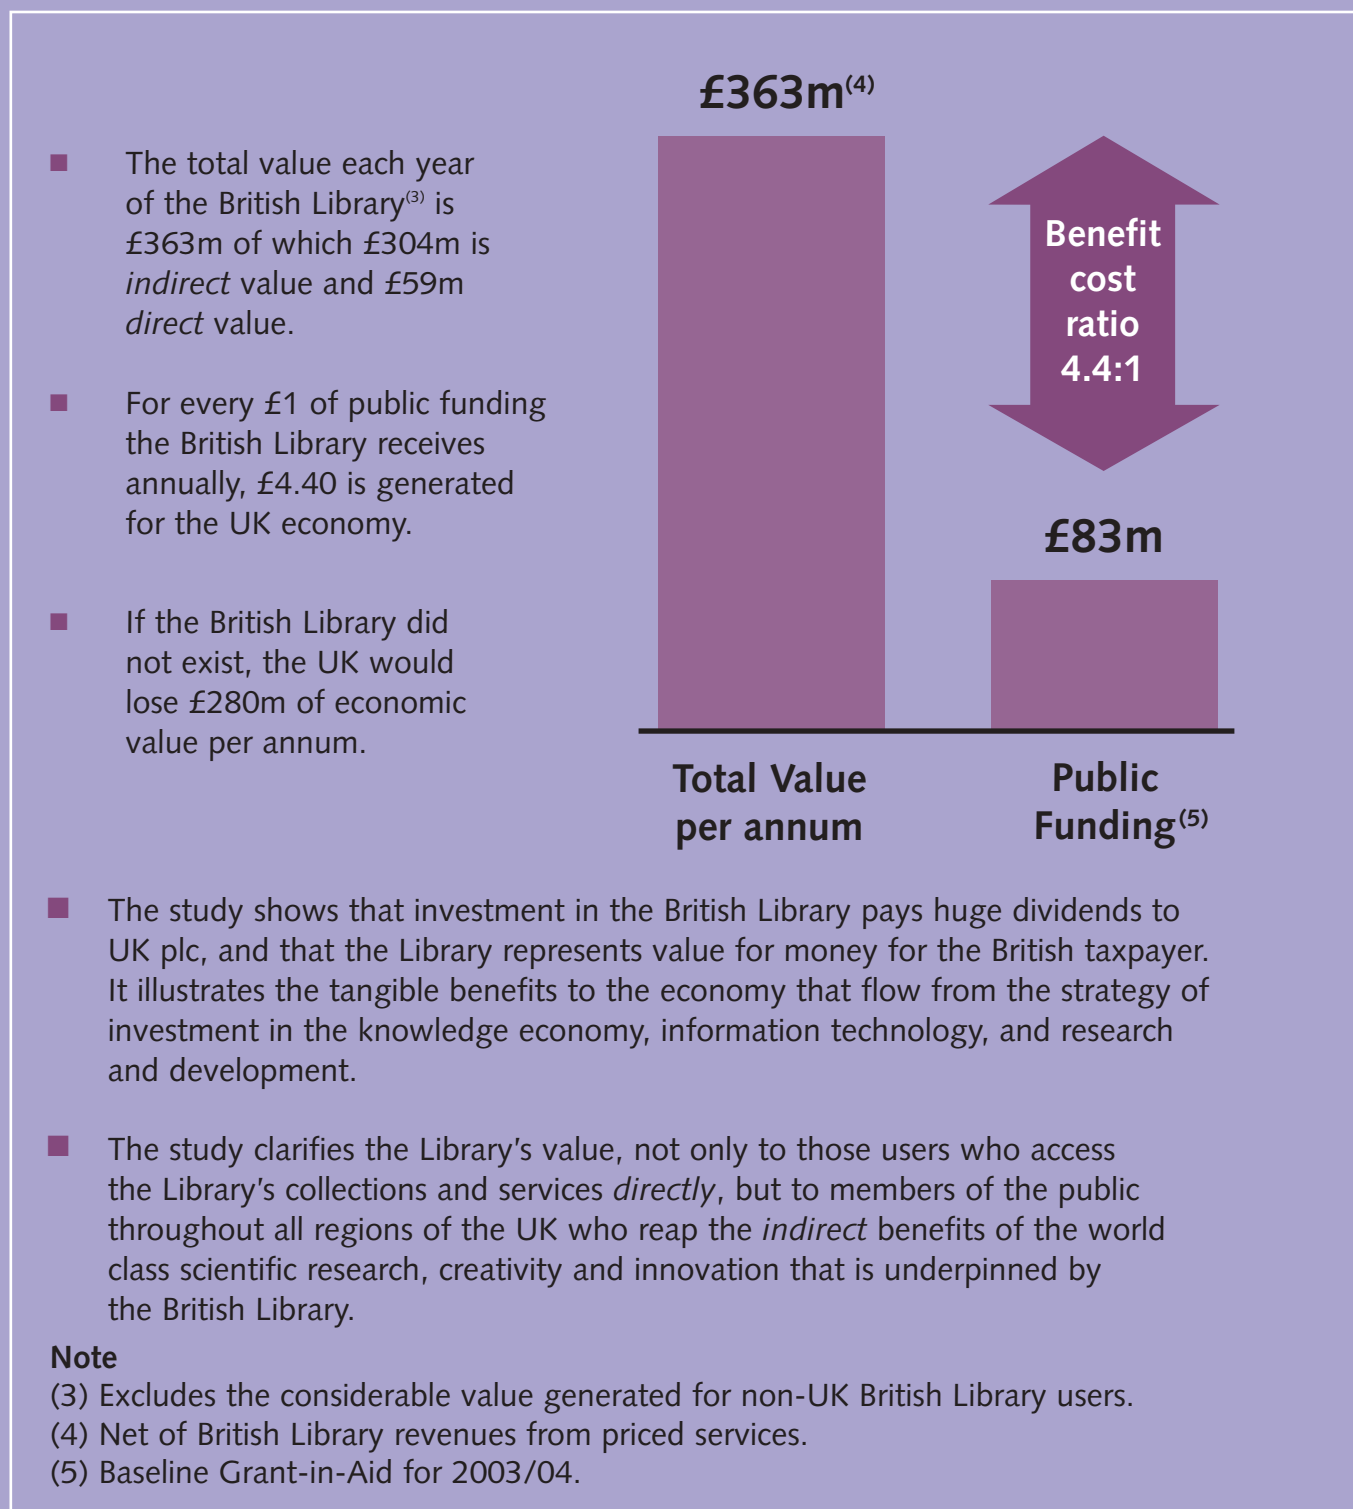 £363m(4)
■ The total value each year
of the British Library(3) is
£363m of which £304m is
indirect value and £59m
direct value.
■ For every £1 of public funding
the British Library receives
annually, £4.40 is generated
for the UK economy.
■ If the British Library did
not exist, the UK would
lose £280m of economic
value per annum.
Benefit
cost
ratio
4.4:1
£83m
Total Value
per annum
Public
Funding(5)
■ The study shows that investment in the British Library pays huge dividends to
UK plc, and that the Library represents value for money for the British taxpayer.
It illustrates the tangible benefits to the economy that flow from the strategy of
investment in the knowledge economy, information technology, and research
and development.
■ The study clarifies the Library’s value, not only to those users who access
the Library’s collections and services directly, but to members of the public
throughout all regions of the UK who reap the indirect benefits of the world
class scientific research, creativity and innovation that is underpinned by
the British Library.
Note
(3) Excludes the considerable value generated for non-UK British Library users.
(4) Net of British Library revenues from priced services.
(5) Baseline Grant-in-Aid for 2003/04.